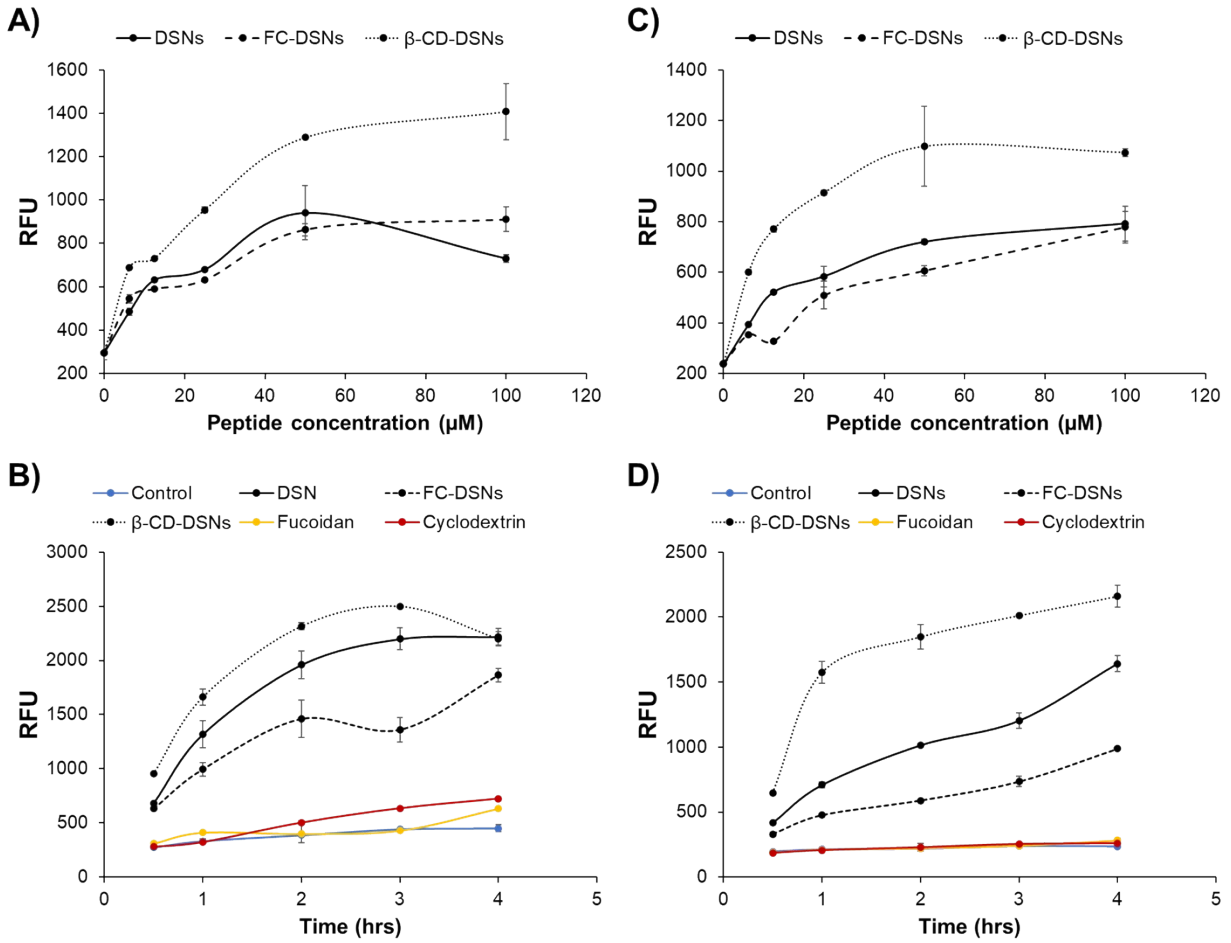 A)
DSNs FC-DSNs β-CD-DSNs
1600
1400
1200
1000
800
600
400
200
RFU
0 20 40 60 80 100 120
Peptide concentration (µM)
C)
DSNs FC-DSNs β-CD-DSNs
1400
1200
1000
800
600
400
200
RFU
0 20 40 60 80 100 120
Peptide concentration (µM)
B)
Control DSN FC-DSNs
β-CD-DSNs Fucoidan Cyclodextrin
3000
2500
2000
1500
1000
500
0
RFU
0 1 2 3 4 5
Time (hrs)
D)
Control DSNs FC-DSNs
β-CD-DSNs Fucoidan Cyclodextrin
2500
2000
1500
1000
500
0
RFU
0 1 2 3 4 5
Time (hrs)